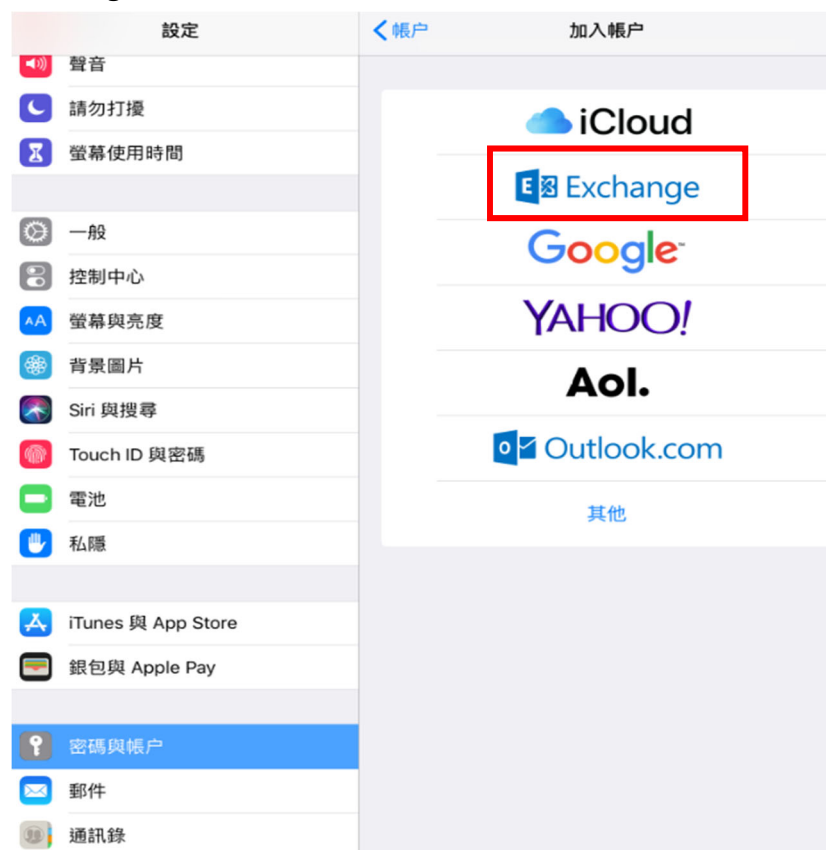 設定
聲音
請勿打擾
螢幕使用時間
一般
控制中心
AA 螢幕與亮度
背景圖片
Siri 與搜尋
Touch ID 與密碼
電池
私隱
iTunes 與 App Store
銀包與 Apple Pay
密碼與帳户
郵件
通訊錄
帳户
加入帳户
iCloud
Exchange
Google
YAHOO!
Aol.
Outlook.com
其他